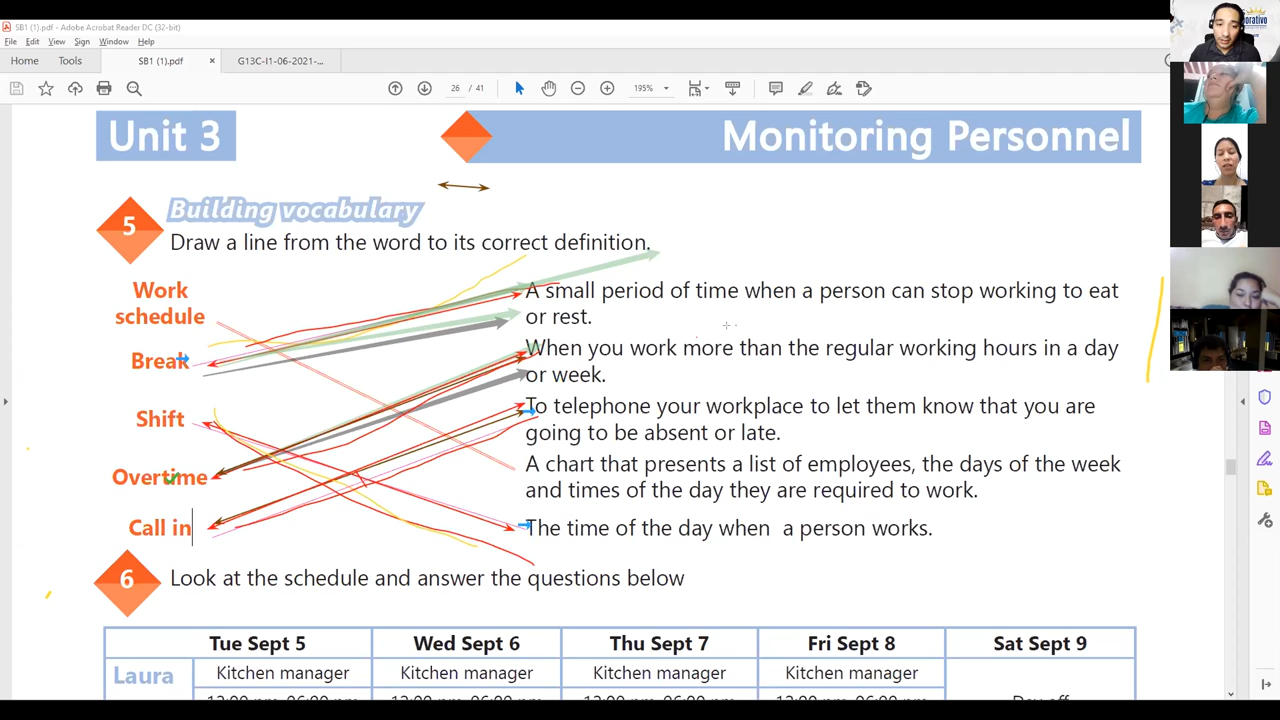 SB1 (1).pdf - Adobe Acrobat Reader DC (32-bit)
File Edit View Sign Window Help
Home Tools SB1 (1).pdf × G13C-I1-06-2021-...
26 / 41 195%
Unit 3 Monitoring Personnel
5 Building vocabulary
Draw a line from the word to its correct definition.
Work
schedule
Break
Shift
Overtime
Call in
A small period of time when a person can stop working to eat
or rest.
When you work more than the regular working hours in a day
or week.
To telephone your workplace to let them know that you are
going to be absent or late.
A chart that presents a list of employees, the days of the week
and times of the day they are required to work.
The time of the day when a person works.
6 Look at the schedule and answer the questions below
Tue Sept 5 Wed Sept 6 Thu Sept 7 Fri Sept 8 Sat Sept 9
Laura Kitchen manager Kitchen manager Kitchen manager Kitchen manager
Day off
orativo